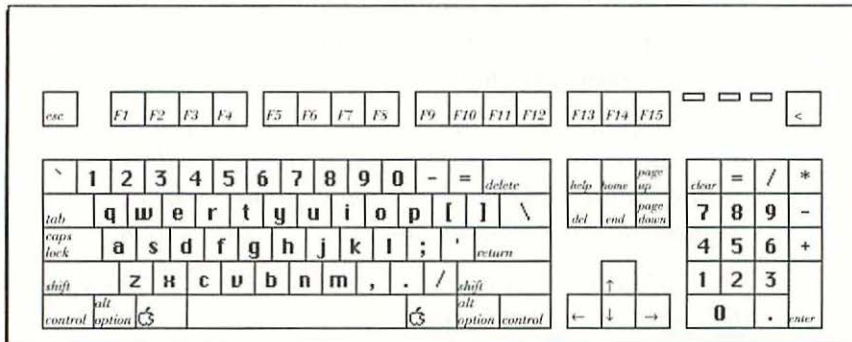 esc F1 F2 F3 F4 F5 F6 F7 F8 F9 F10 F11 F12 F13 F14 F15 <
` 1 2 3 4 5 6 7 8 9 0 - = delete help home page up clear = / *
tab q w e r t y u i o p [ ] \ del end page down 7 8 9 -
caps lock a s d f g h j k l ; ' return 4 5 6 +
shift z x c v b n m , . / shift ↑ 1 2 3
control alt option alt option control ← ↓ → 0 . enter